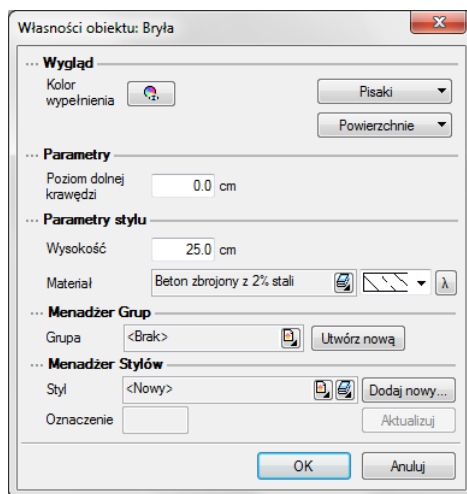 Własności obiektu: Bryła
Wygląd
Kolor wypełnienia
Pisaki
Powierzchnie
Parametry
Poziom dolnej krawędzi 0.0 cm
Parametry stylu
Wysokość 25.0 cm
Materiał Beton zbrojony z 2% stali λ
Menadżer Grup
Grupa <Brak> Utwórz nową
Menadżer Stylów
Styl <Nowy> Dodaj nowy...
Oznaczenie Aktualizuj
OK Anuluj